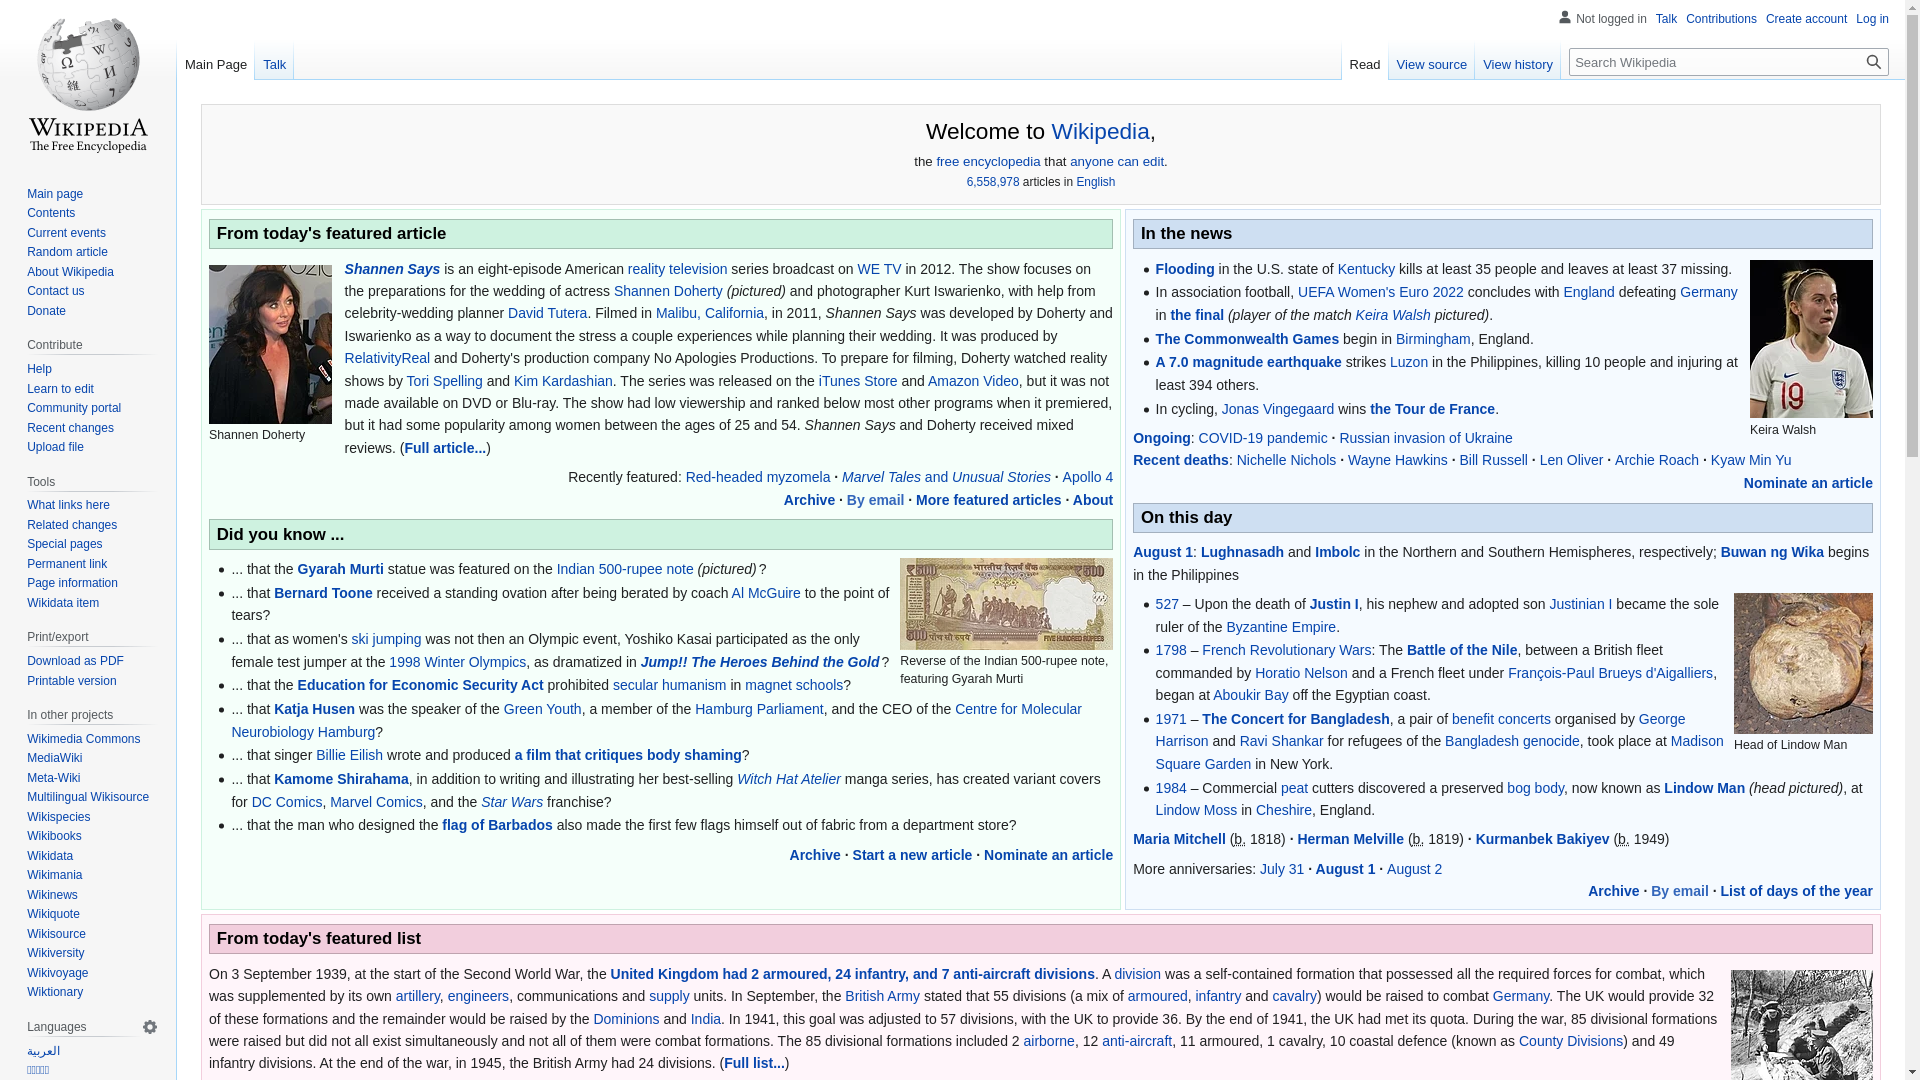 Not logged in Talk Contributions Create account Log in
Main Page Talk
Read View source View history Search Wikipedia
WIKIPEDIA
The Free Encyclopedia
Main page
Contents
Current events
Random article
About Wikipedia
Contact us
Donate
Contribute
Help
Learn to edit
Community portal
Recent changes
Upload file
Tools
What links here
Related changes
Special pages
Permanent link
Page information
Wikidata item
Print/export
Download as PDF
Printable version
In other projects
Wikimedia Commons
MediaWiki
Meta-Wiki
Multilingual Wikisource
Wikispecies
Wikibooks
Wikidata
Wikimania
Wikinews
Wikiquote
Wikisource
Wikiversity
Wikivoyage
Wiktionary
Languages
العربية
Welcome to Wikipedia,
the free encyclopedia that anyone can edit.
6,558,978 articles in English
From today's featured article
Shannen Doherty
Shannen Says is an eight-episode American reality television series broadcast on WE TV in 2012. The show focuses on
the preparations for the wedding of actress Shannen Doherty (pictured) and photographer Kurt Iswarienko, with help from
celebrity-wedding planner David Tutera. Filmed in Malibu, California, in 2011, Shannen Says was developed by Doherty and
Iswarienko as a way to document the stress a couple experiences while planning their wedding. It was produced by
RelativityReal and Doherty's production company No Apologies Productions. To prepare for filming, Doherty watched reality
shows by Tori Spelling and Kim Kardashian. The series was released on the iTunes Store and Amazon Video, but it was not
made available on DVD or Blu-ray. The show had low viewership and ranked below most other programs when it premiered,
but it had some popularity among women between the ages of 25 and 54. Shannen Says and Doherty received mixed
reviews. (Full article...)
Recently featured: Red-headed myzomela · Marvel Tales and Unusual Stories · Apollo 4
Archive · By email · More featured articles · About
Did you know ...
... that the Gyarah Murti statue was featured on the Indian 500-rupee note (pictured) ?
... that Bernard Toone received a standing ovation after being berated by coach Al McGuire to the point of
tears?
... that as women's ski jumping was not then an Olympic event, Yoshiko Kasai participated as the only
female test jumper at the 1998 Winter Olympics, as dramatized in Jump!! The Heroes Behind the Gold ?
... that the Education for Economic Security Act prohibited secular humanism in magnet schools?
... that Katja Husen was the speaker of the Green Youth, a member of the Hamburg Parliament, and the CEO of the Centre for Molecular
Neurobiology Hamburg?
... that singer Billie Eilish wrote and produced a film that critiques body shaming?
... that Kamome Shirahama, in addition to writing and illustrating her best-selling Witch Hat Atelier manga series, has created variant covers
for DC Comics, Marvel Comics, and the Star Wars franchise?
... that the man who designed the flag of Barbados also made the first few flags himself out of fabric from a department store?
Reverse of the Indian 500-rupee note,
featuring Gyarah Murti
Archive · Start a new article · Nominate an article
In the news
Flooding in the U.S. state of Kentucky kills at least 35 people and leaves at least 37 missing.
In association football, UEFA Women's Euro 2022 concludes with England defeating Germany
in the final (player of the match Keira Walsh pictured).
The Commonwealth Games begin in Birmingham, England.
A 7.0 magnitude earthquake strikes Luzon in the Philippines, killing 10 people and injuring at
least 394 others.
In cycling, Jonas Vingegaard wins the Tour de France.
19
Keira Walsh
Ongoing: COVID-19 pandemic · Russian invasion of Ukraine
Recent deaths: Nichelle Nichols · Wayne Hawkins · Bill Russell · Len Oliver · Archie Roach · Kyaw Min Yu
Nominate an article
On this day
August 1: Lughnasadh and Imbolc in the Northern and Southern Hemispheres, respectively; Buwan ng Wika begins
in the Philippines
527 – Upon the death of Justin I, his nephew and adopted son Justinian I became the sole
ruler of the Byzantine Empire.
1798 – French Revolutionary Wars: The Battle of the Nile, between a British fleet
commanded by Horatio Nelson and a French fleet under François-Paul Brueys d'Aigalliers,
began at Aboukir Bay off the Egyptian coast.
1971 – The Concert for Bangladesh, a pair of benefit concerts organised by George
Harrison and Ravi Shankar for refugees of the Bangladesh genocide, took place at Madison
Square Garden in New York.
1984 – Commercial peat cutters discovered a preserved bog body, now known as Lindow Man (head pictured), at
Lindow Moss in Cheshire, England.
Head of Lindow Man
Maria Mitchell (b. 1818) · Herman Melville (b. 1819) · Kurmanbek Bakiyev (b. 1949)
More anniversaries: July 31 · August 1 · August 2
Archive · By email · List of days of the year
From today's featured list
On 3 September 1939, at the start of the Second World War, the United Kingdom had 2 armoured, 24 infantry, and 7 anti-aircraft divisions. A division was a self-contained formation that possessed all the required forces for combat, which
was supplemented by its own artillery, engineers, communications and supply units. In September, the British Army stated that 55 divisions (a mix of armoured, infantry and cavalry) would be raised to combat Germany. The UK would provide 32
of these formations and the remainder would be raised by the Dominions and India. In 1941, this goal was adjusted to 57 divisions, with the UK to provide 36. By the end of 1941, the UK had met its quota. During the war, 85 divisional formations
were raised but did not all exist simultaneously and not all of them were combat formations. The 85 divisional formations included 2 airborne, 12 anti-aircraft, 11 armoured, 1 cavalry, 10 coastal defence (known as County Divisions) and 49
infantry divisions. At the end of the war, in 1945, the British Army had 24 divisions. (Full list...)